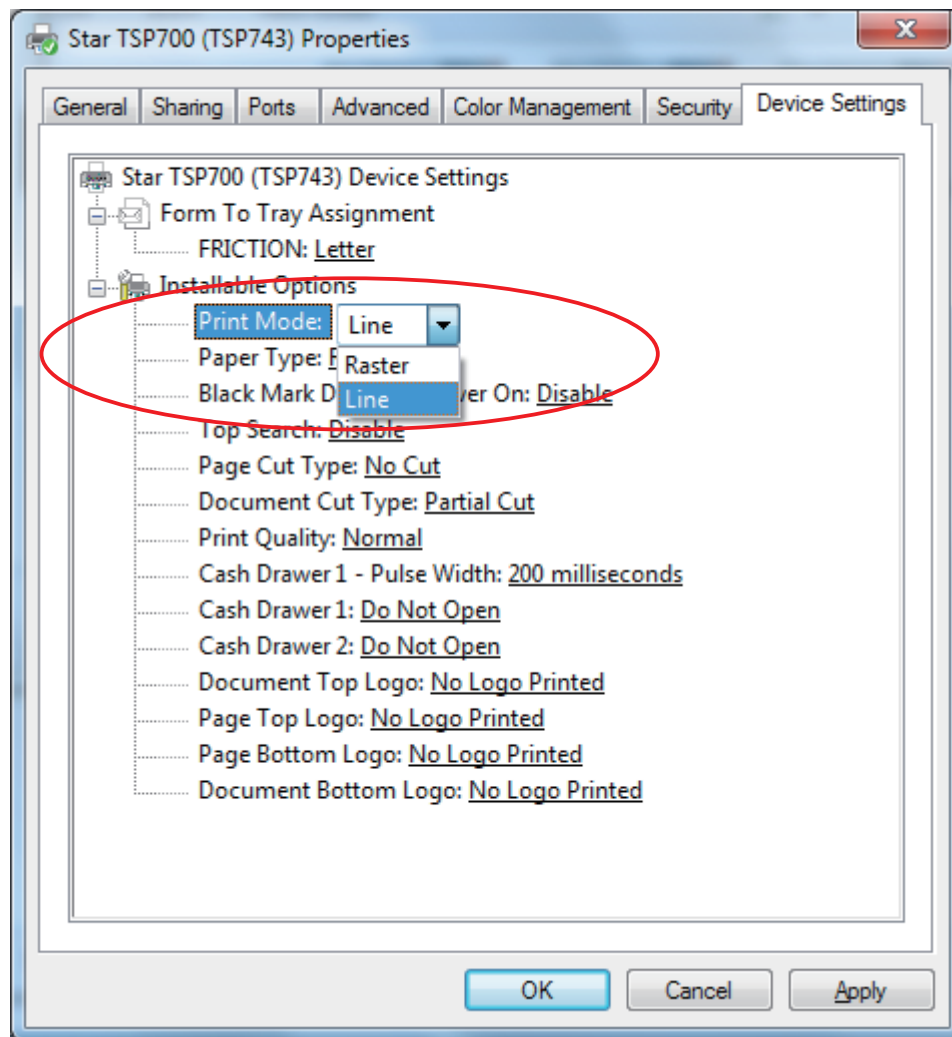 Star TSP700 (TSP743) Properties
General Sharing Ports Advanced Color Management Security Device Settings
Star TSP700 (TSP743) Device Settings
Form To Tray Assignment
FRICTION: Letter
Installable Options
Print Mode: Line
Paper Type:
Raster
Black Mark On: Disable
Line
Top Search: Disable
Page Cut Type: No Cut
Document Cut Type: Partial Cut
Print Quality: Normal
Cash Drawer 1 - Pulse Width: 200 milliseconds
Cash Drawer 1: Do Not Open
Cash Drawer 2: Do Not Open
Document Top Logo: No Logo Printed
Page Top Logo: No Logo Printed
Page Bottom Logo: No Logo Printed
Document Bottom Logo: No Logo Printed
OK Cancel Apply